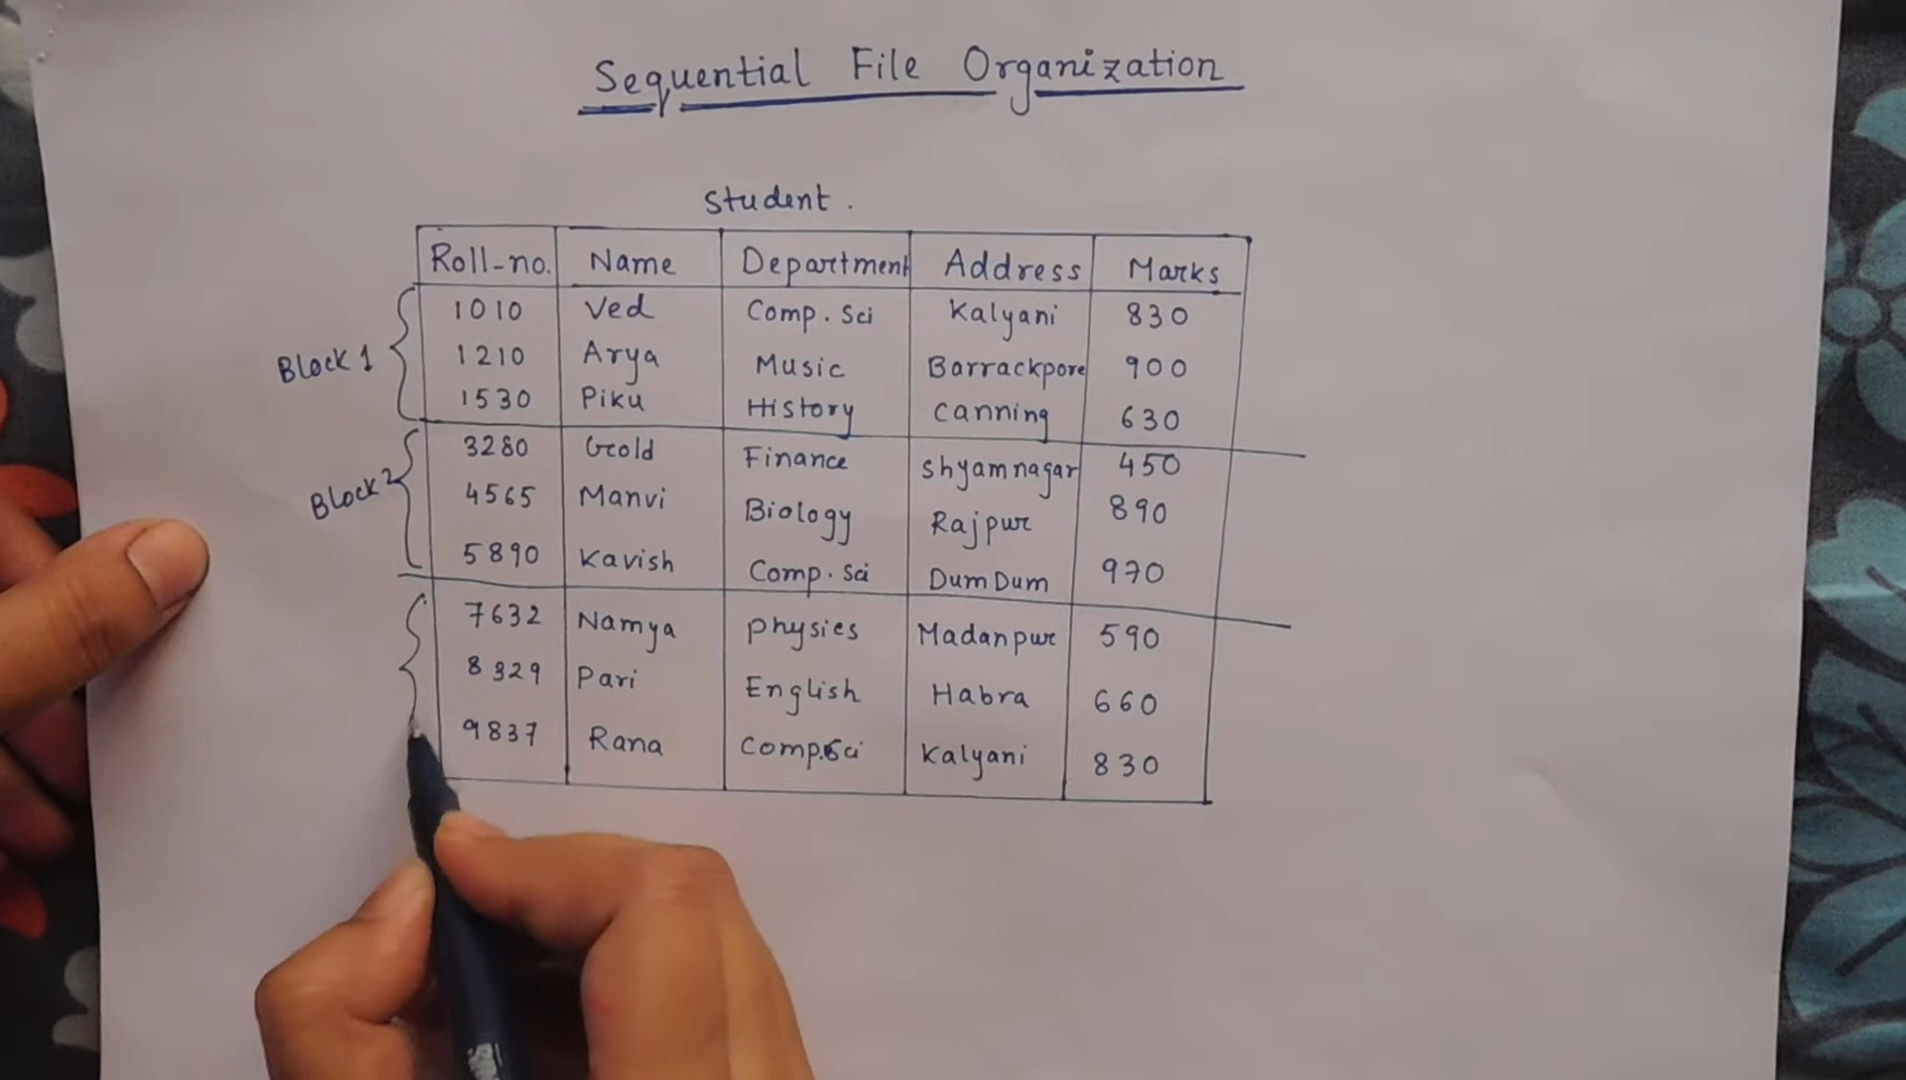 Sequential File Organization
Student.
Roll-no. Name Department Address Marks
1010 Ved Comp. Sci Kalyani 830
Block 1 1210 Arya Music Barrackpore 900
1530 Piku History Canning 630
3280 Geold Finance Shyamnagar 450
Block 2 4565 Manvi Biology Rajpur 890
5890 Kavish Comp. Sci DumDum 970
7632 Namya Physics Madanpur 590
8329 Pari English Habra 660
9837 Rana Comp.Sci Kalyani 830